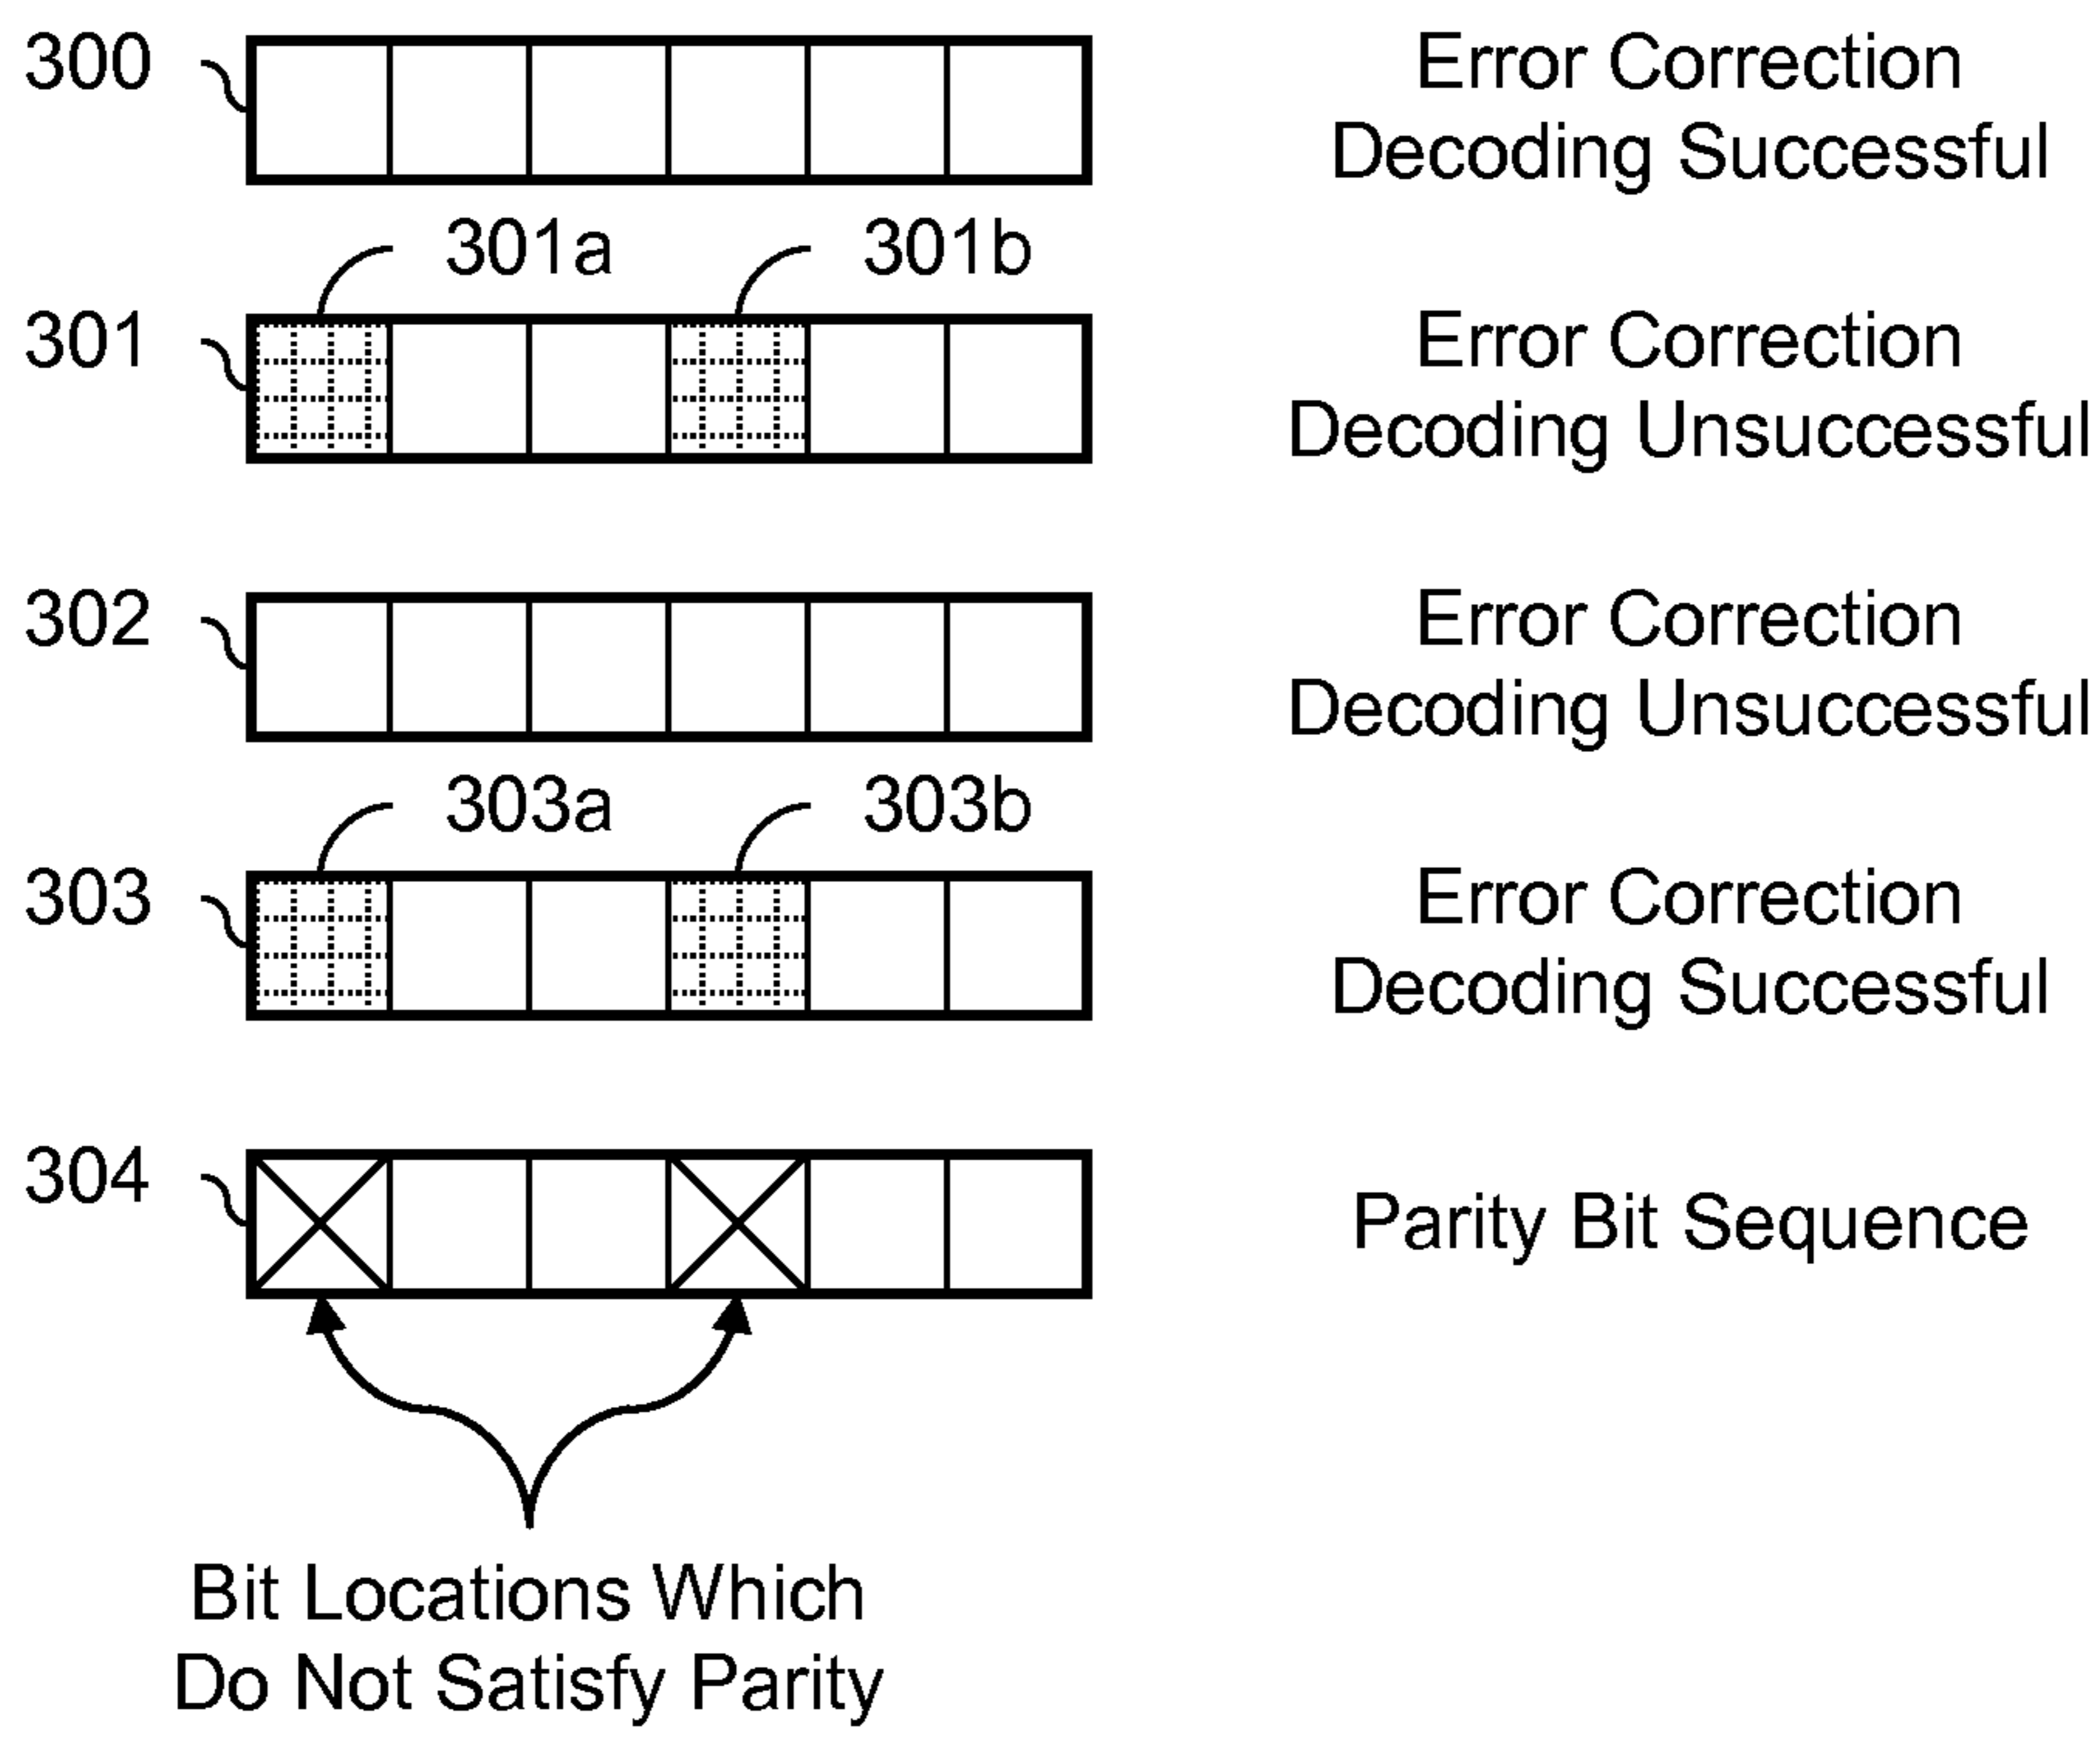 300
Error Correction
Decoding Successful
301a 301b
301
Error Correction
Decoding Unsuccessful
302
Error Correction
Decoding Unsuccessful
303a 303b
303
Error Correction
Decoding Successful
304
Parity Bit Sequence
Bit Locations Which
Do Not Satisfy Parity